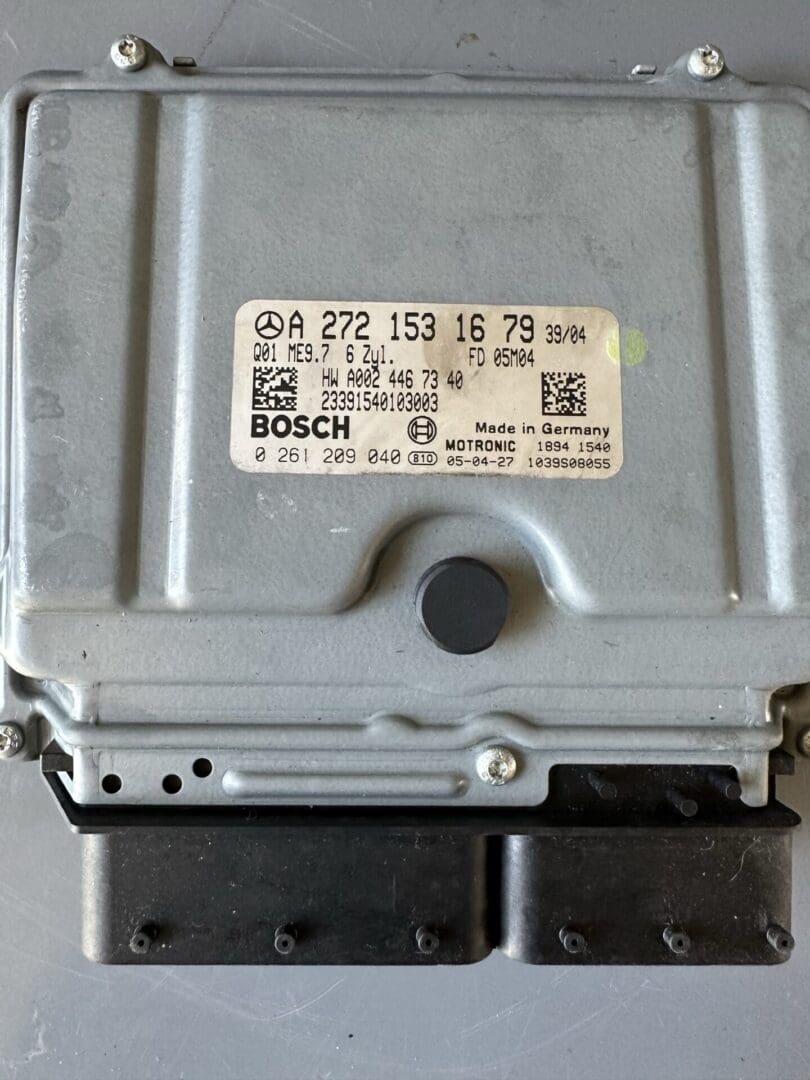 A 272 153 16 79 39/04
Q01 ME9.7 6 Zyl. FD 05M04
HW A002 446 73 40
23391540103003
BOSCH Made in Germany
MOTRONIC 1894 1540
0 261 209 040 B10 05-04-27 1039S08055